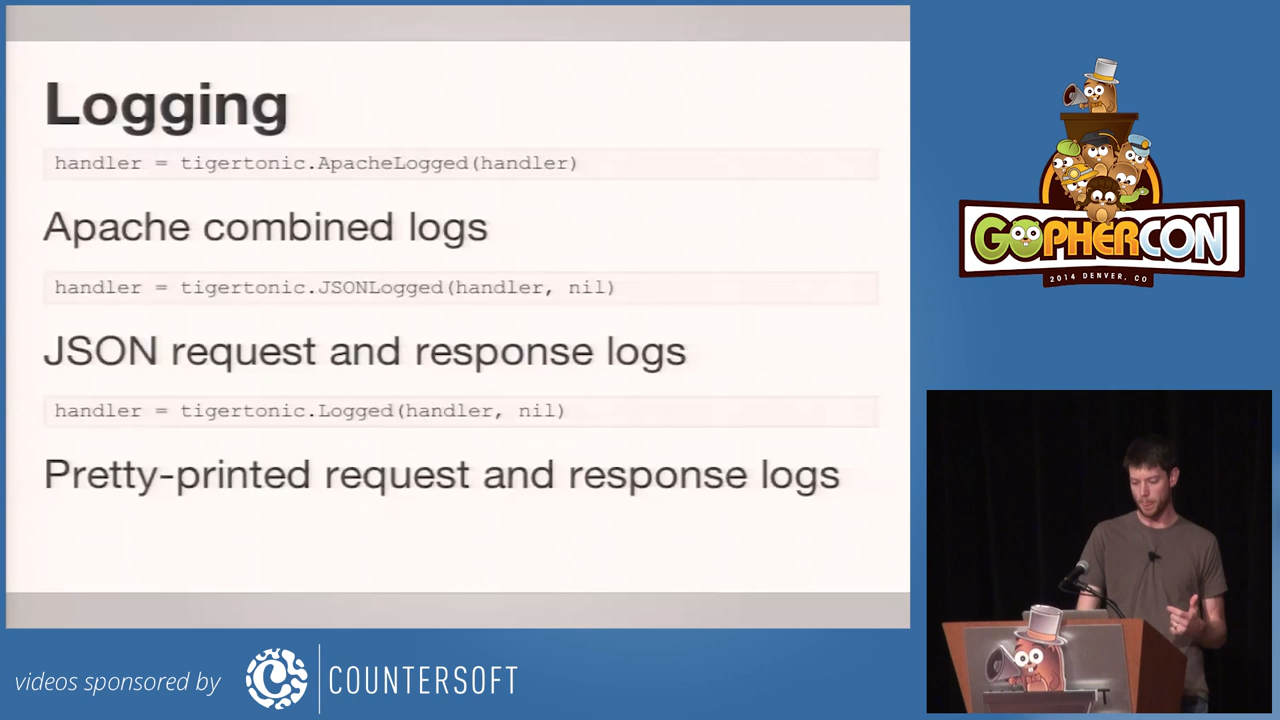 Logging
handler = tigertonic.ApacheLogged(handler)
Apache combined logs
handler = tigertonic.JSONLogged(handler, nil)
JSON request and response logs
handler = tigertonic.Logged(handler, nil)
Pretty-printed request and response logs
GOPHERCON
2014 DENVER, CO
T
videos sponsored by
COUNTERSOFT